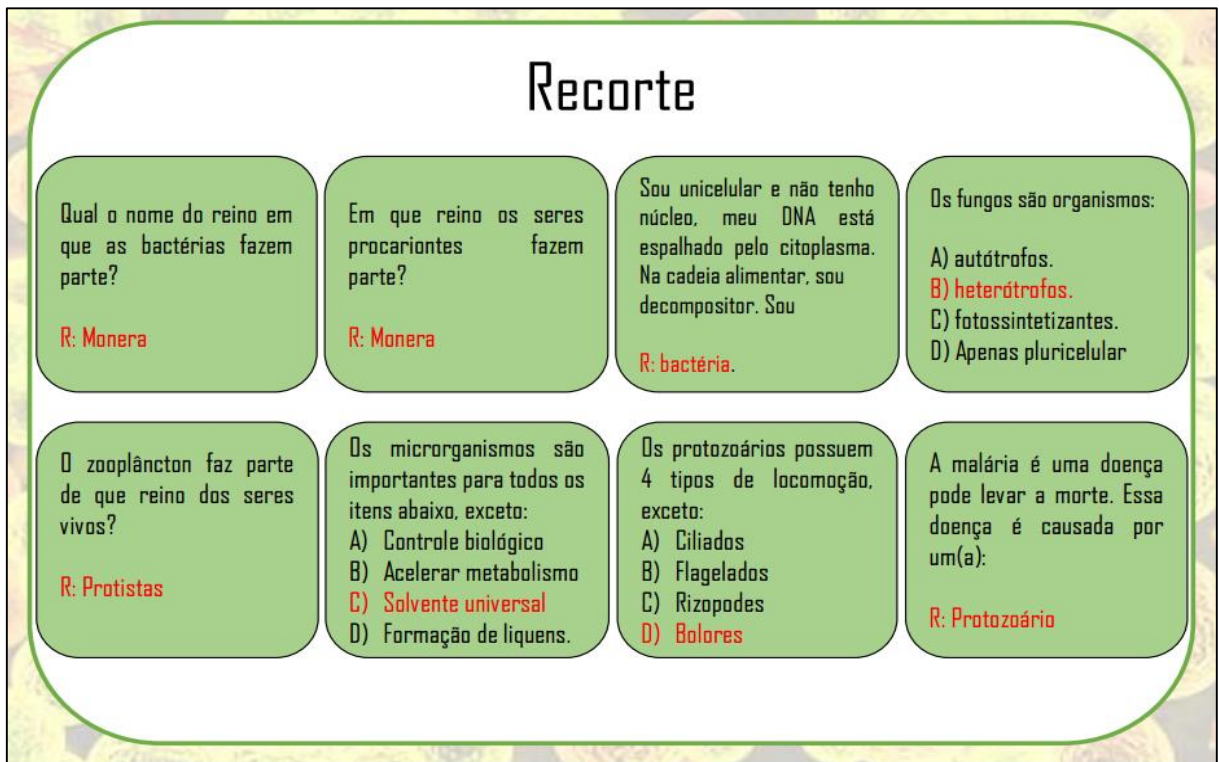 Recorte
Qual o nome do reino em
que as bactérias fazem
parte?
R: Monera
Em que reino os seres
procariontes fazem
parte?
R: Monera
Sou unicelular e não tenho
núcleo, meu DNA está
espalhado pelo citoplasma.
Na cadeia alimentar, sou
decompositor. Sou
R: bactéria.
Os fungos são organismos:
A) autótrofos.
B) heterótrofos.
C) fotossintetizantes.
D) Apenas pluricelular
O zooplâncton faz parte
de que reino dos seres
vivos?
R: Protistas
Os microrganismos são
importantes para todos os
itens abaixo, exceto:
A) Controle biológico
B) Acelerar metabolismo
C) Solvente universal
D) Formação de liquens.
Os protozoários possuem
4 tipos de locomoção,
exceto:
A) Ciliados
B) Flagelados
C) Rizopodes
D) Bolores
A malária é uma doença
pode levar a morte. Essa
doença é causada por
um(a):
R: Protozoário